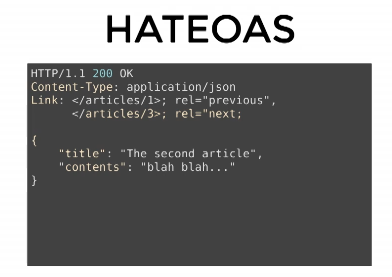 HATEOAS
HTTP/1.1 200 OK
Content-Type: application/json
Link: </articles/1>; rel="previous",
      </articles/3>; rel="next;

{
    "title": "The second article",
    "contents": "blah blah..."
}